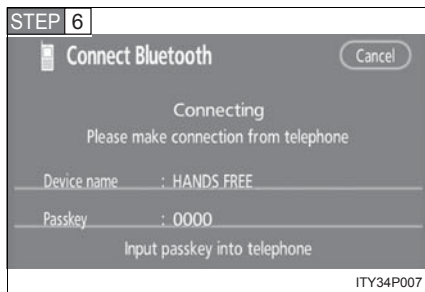 STEP 6
Connect Bluetooth
Cancel
Connecting
Please make connection from telephone
Device name : HANDS FREE
Passkey : 0000
Input passkey into telephone
ITY34P007